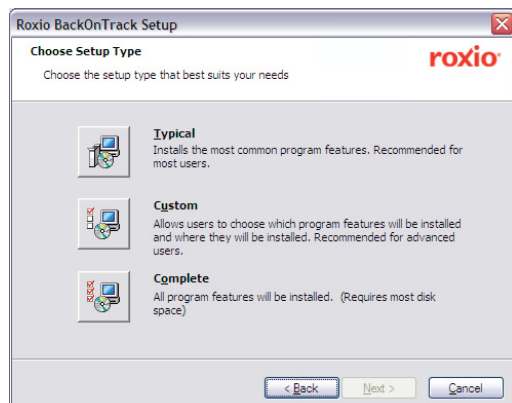 Roxio BackOnTrack Setup
Choose Setup Type
Choose the setup type that best suits your needs
roxio
Typical
Installs the most common program features. Recommended for
most users.
Custom
Allows users to choose which program features will be installed
and where they will be installed. Recommended for advanced
users.
Complete
All program features will be installed. (Requires most disk
space)
< Back Next > Cancel